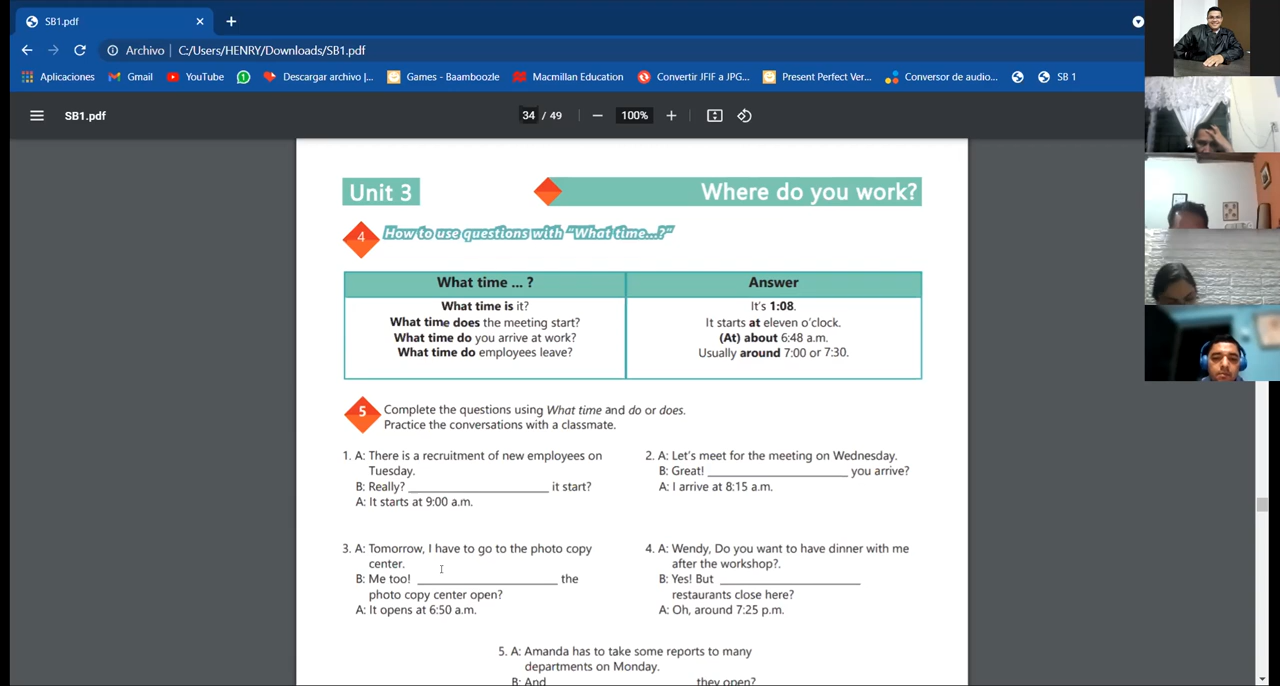 SB1.pdf
Archivo | C:/Users/HENRY/Downloads/SB1.pdf
Aplicaciones Gmail YouTube 1 Descargar archivo |... Games - Baamboozle Macmillan Education Convertir JFIF a JPG... Present Perfect Ver... Conversor de audio... SB 1
SB1.pdf 34 / 49 100%
Unit 3 Where do you work?
4 How to use questions with "What time...?"
What time ... ? Answer
What time is it? It's 1:08.
What time does the meeting start? It starts at eleven o'clock.
What time do you arrive at work? (At) about 6:48 a.m.
What time do employees leave? Usually around 7:00 or 7:30.
5 Complete the questions using What time and do or does.
Practice the conversations with a classmate.
1. A: There is a recruitment of new employees on
Tuesday.
B: Really? ____________________ it start?
A: It starts at 9:00 a.m.
2. A: Let's meet for the meeting on Wednesday.
B: Great! ____________________ you arrive?
A: I arrive at 8:15 a.m.
3. A: Tomorrow, I have to go to the photo copy
center.
B: Me too! ____________________ the
photo copy center open?
A: It opens at 6:50 a.m.
4. A: Wendy, Do you want to have dinner with me
after the workshop?.
B: Yes! But ____________________
restaurants close here?
A: Oh, around 7:25 p.m.
5. A: Amanda has to take some reports to many
departments on Monday.
B: And ____________________ they open?